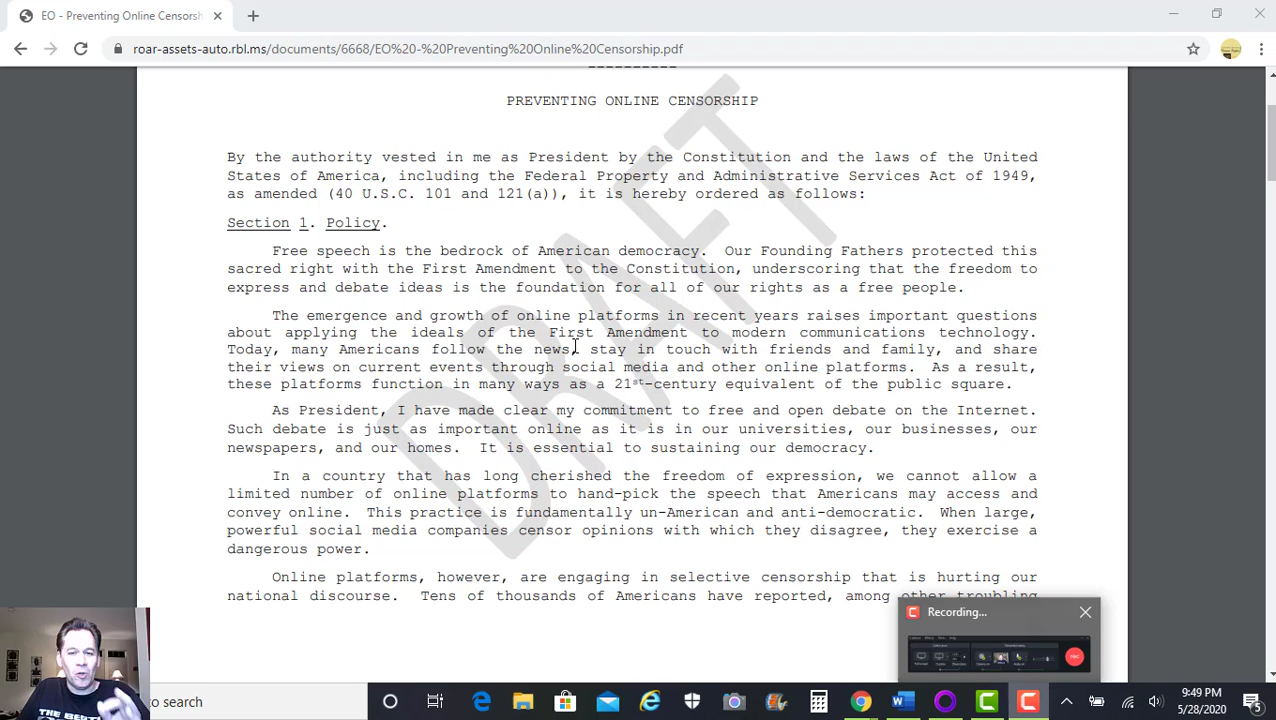 EO - Preventing Online Censorsh
roar-assets-auto.rbl.ms/documents/6668/EO%20-%20Preventing%20Online%20Censorship.pdf
PREVENTING ONLINE CENSORSHIP
By the authority vested in me as President by the Constitution and the laws of the United
States of America, including the Federal Property and Administrative Services Act of 1949,
as amended (40 U.S.C. 101 and 121(a)), it is hereby ordered as follows:
Section 1. Policy.
Free speech is the bedrock of American democracy. Our Founding Fathers protected this
sacred right with the First Amendment to the Constitution, underscoring that the freedom to
express and debate ideas is the foundation for all of our rights as a free people.
The emergence and growth of online platforms in recent years raises important questions
about applying the ideals of the First Amendment to modern communications technology.
Today, many Americans follow the news, stay in touch with friends and family, and share
their views on current events through social media and other online platforms. As a result,
these platforms function in many ways as a 21st-century equivalent of the public square.
As President, I have made clear my commitment to free and open debate on the Internet.
Such debate is just as important online as it is in our universities, our businesses, our
newspapers, and our homes. It is essential to sustaining our democracy.
In a country that has long cherished the freedom of expression, we cannot allow a
limited number of online platforms to hand-pick the speech that Americans may access and
convey online. This practice is fundamentally un-American and anti-democratic. When large,
powerful social media companies censor opinions with which they disagree, they exercise a
dangerous power.
Online platforms, however, are engaging in selective censorship that is hurting our
national discourse. Tens of thousands of Americans have reported, among other troubling
DRAFT
Recording...
rec
THE BEAT
to search
9:49 PM
5/28/2020
5